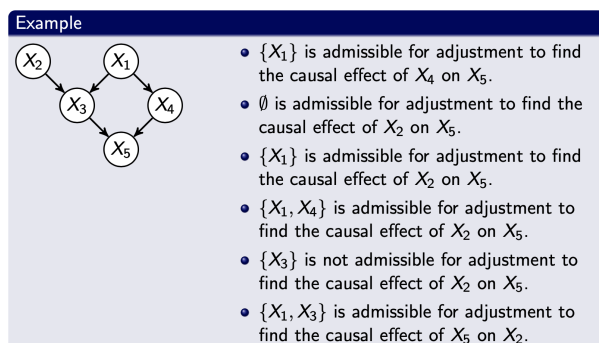 Example
X₂ X₁
X₃ X₄
X₅
• {X₁} is admissible for adjustment to find
the causal effect of X₄ on X₅.
• ∅ is admissible for adjustment to find the
causal effect of X₂ on X₅.
• {X₁} is admissible for adjustment to find
the causal effect of X₂ on X₅.
• {X₁, X₄} is admissible for adjustment to
find the causal effect of X₂ on X₅.
• {X₃} is not admissible for adjustment to
find the causal effect of X₂ on X₅.
• {X₁, X₃} is admissible for adjustment to
find the causal effect of X₅ on X₂.